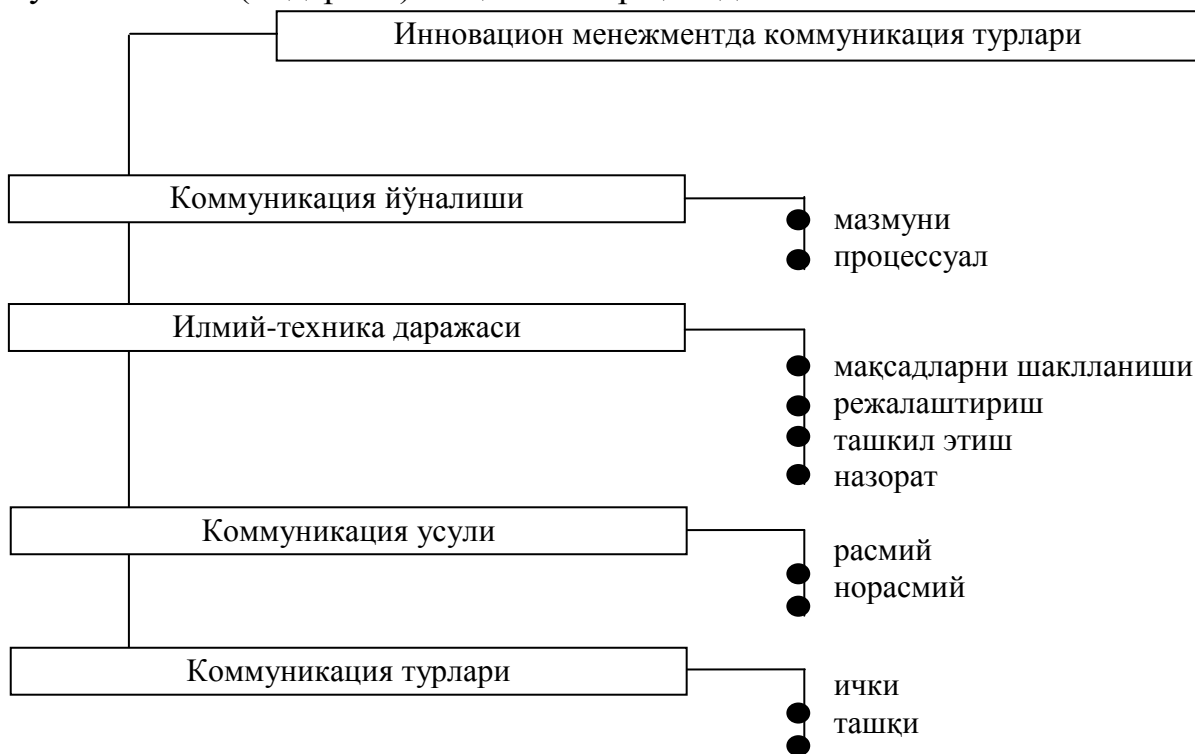 Инновацион менежментда коммуникация турлари
Коммуникация йўналиши
мазмуни
процессуал
Илмий-техника даражаси
мақсадларни шаклланиши
режалаштириш
ташкил этиш
назорат
Коммуникация усули
расмий
норасмий
Коммуникация турлари
ички
ташқи